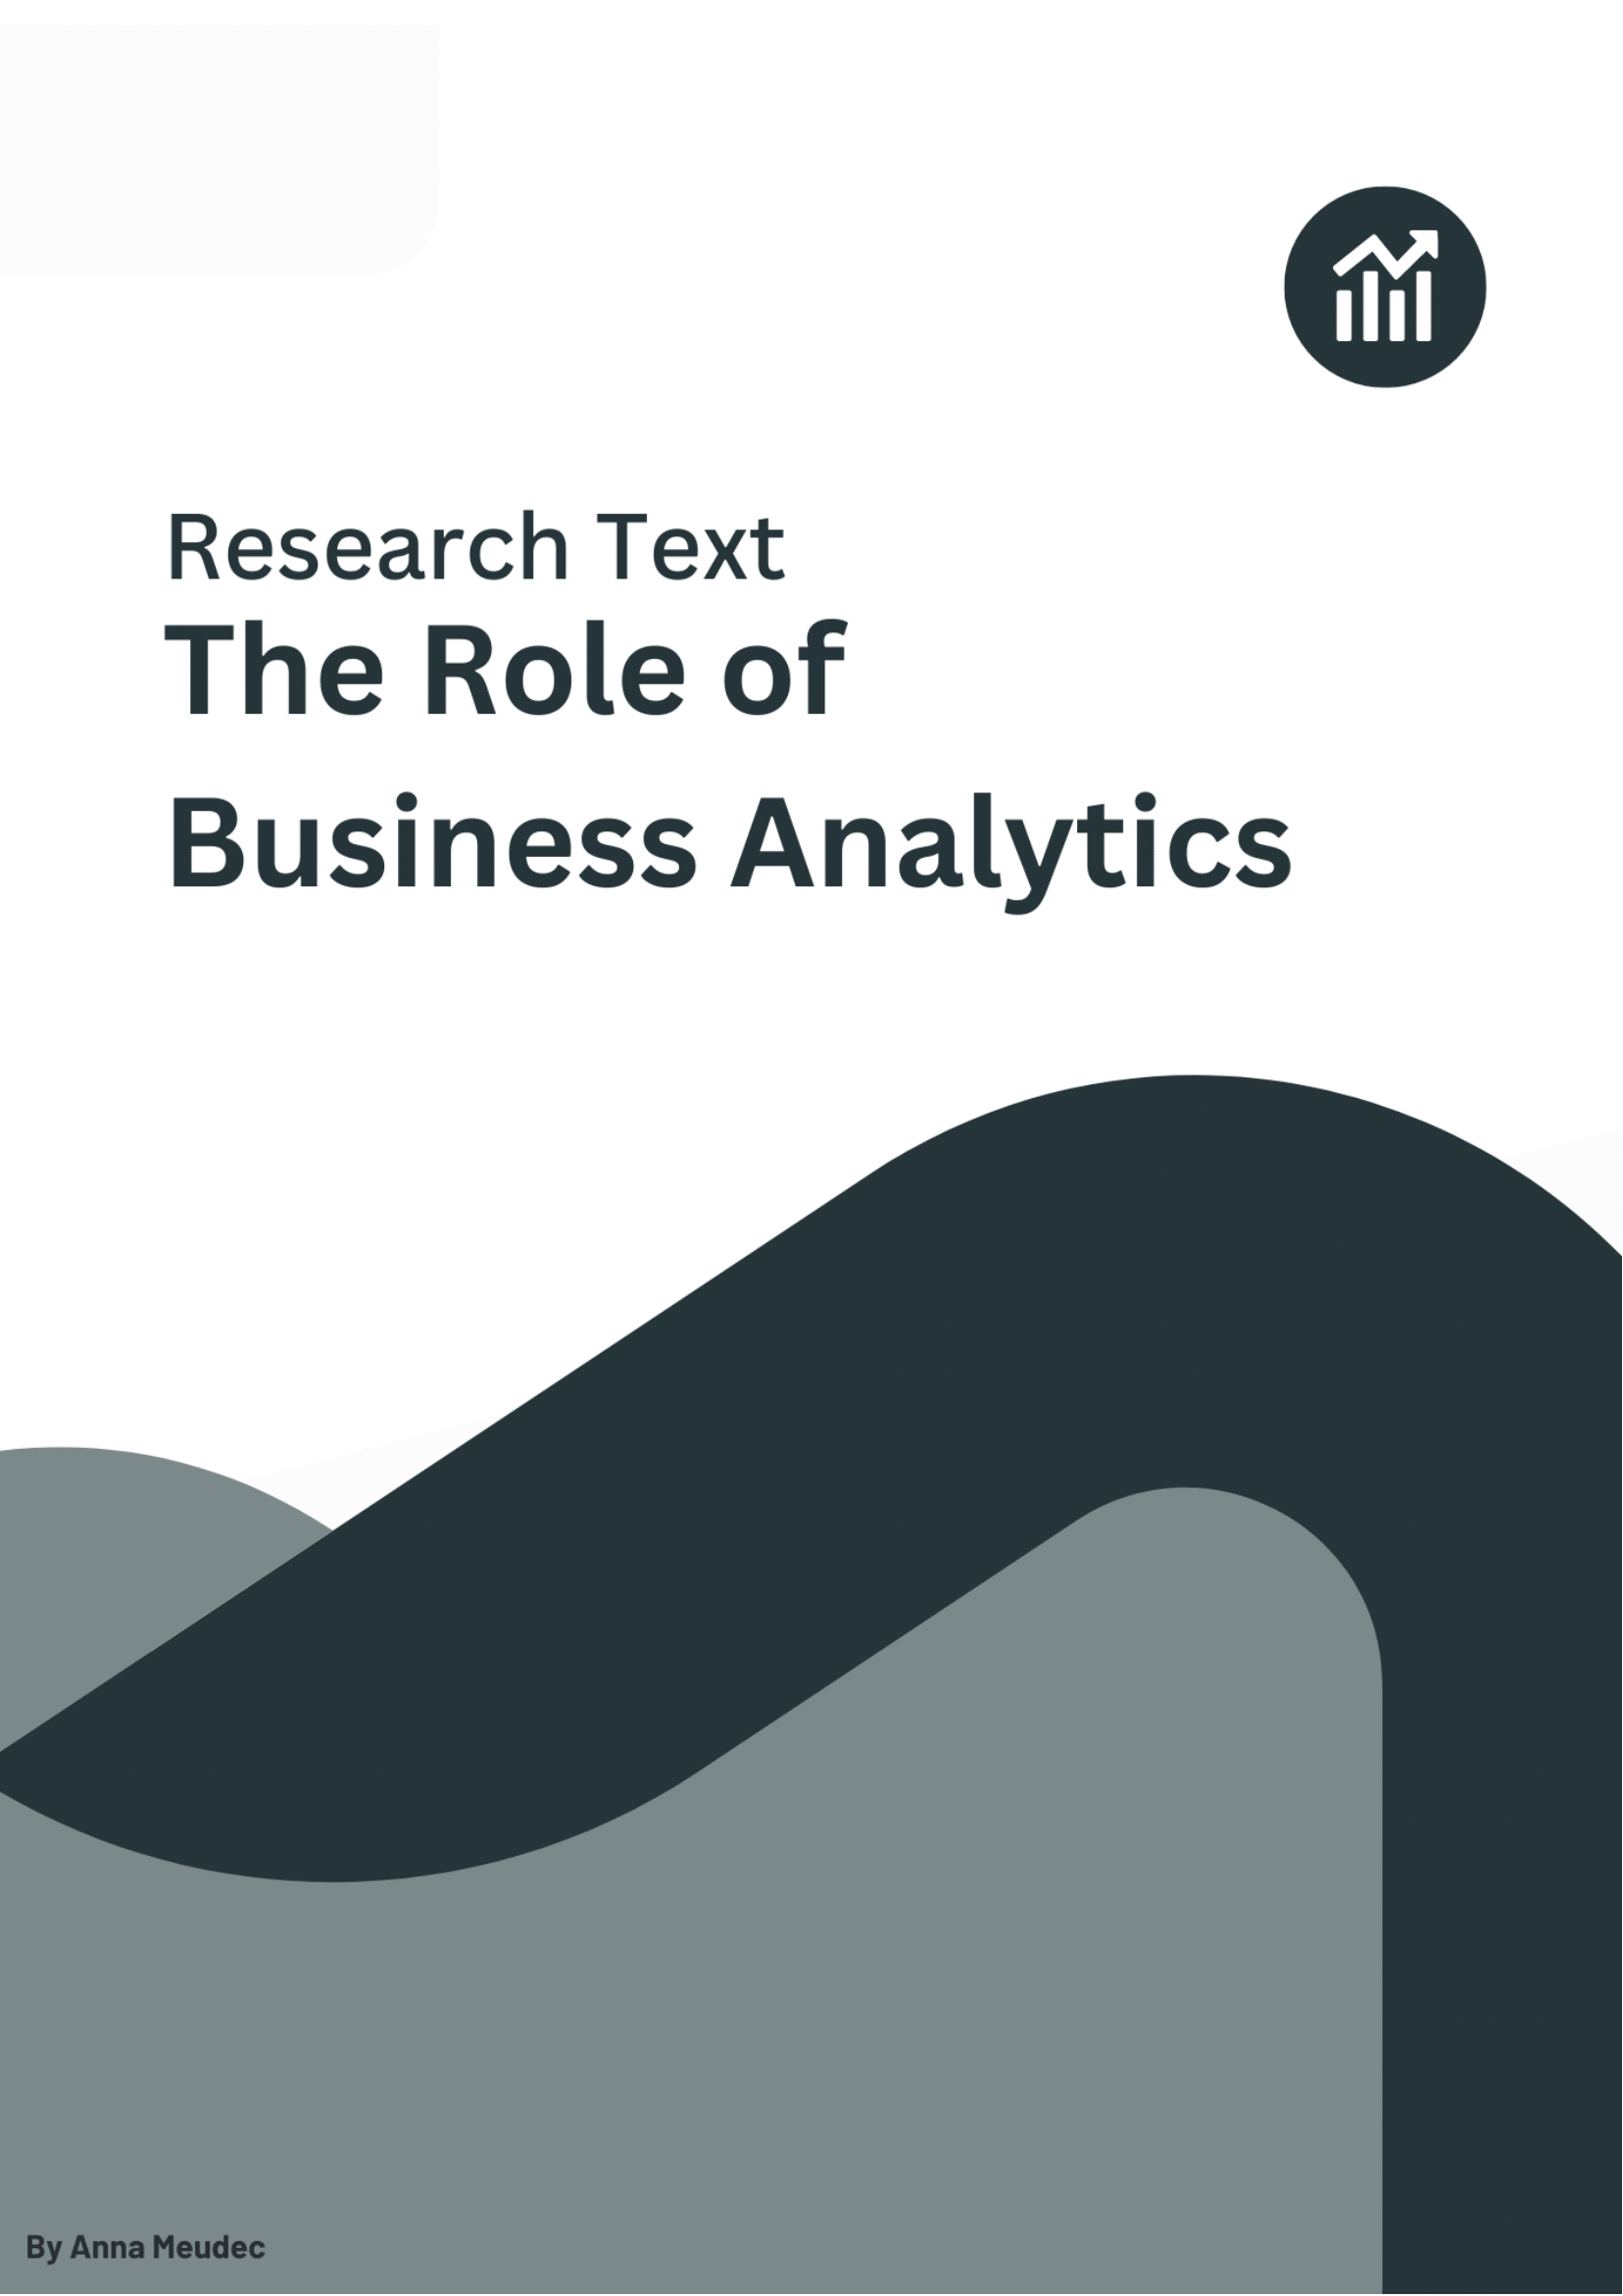 Research Text
The Role of
Business Analytics
By Anna Meudec